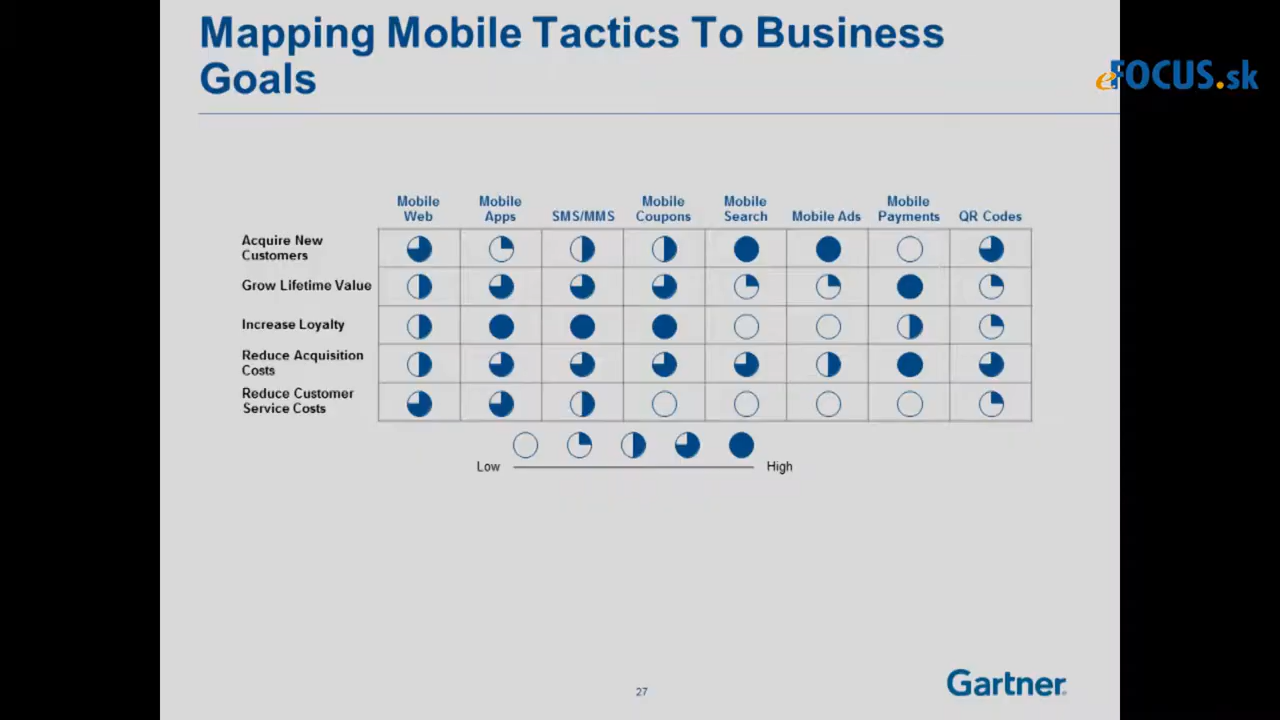 Mapping Mobile Tactics To Business
Goals
eFOCUS.sk
Mobile Web
Mobile Apps
SMS/MMS
Mobile Coupons
Mobile Search
Mobile Ads
Mobile Payments
QR Codes
Acquire New
Customers
Grow Lifetime Value
Increase Loyalty
Reduce Acquisition
Costs
Reduce Customer
Service Costs
Low
High
27
Gartner